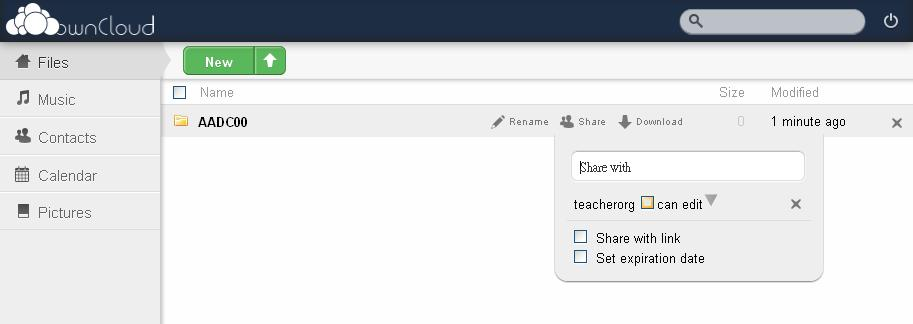 ownCloud
Files
New
Music
Contacts
Calendar
Pictures
Name Size Modified
AADC00 Rename Share Download 0 1 minute ago
Share with
teacherorg can edit
Share with link
Set expiration date